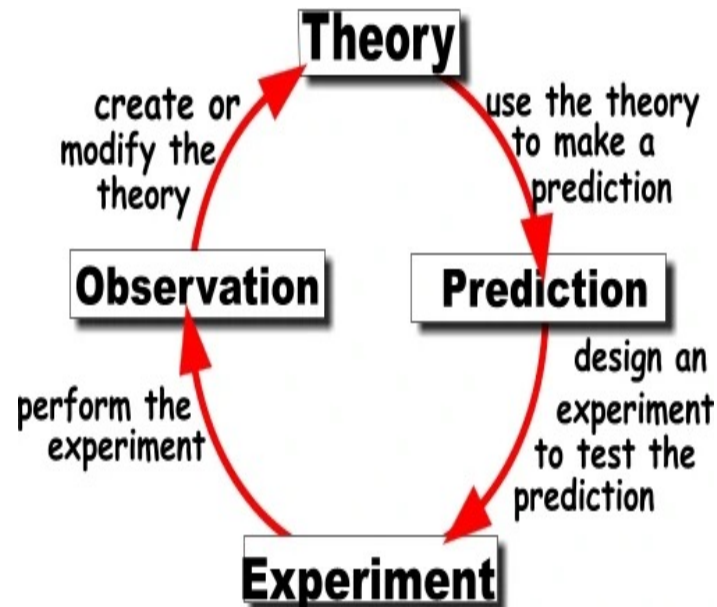 Theory
create or
modify the
theory
use the theory
to make a
prediction
Observation
Prediction
perform the
experiment
design an
experiment
to test the
prediction
Experiment